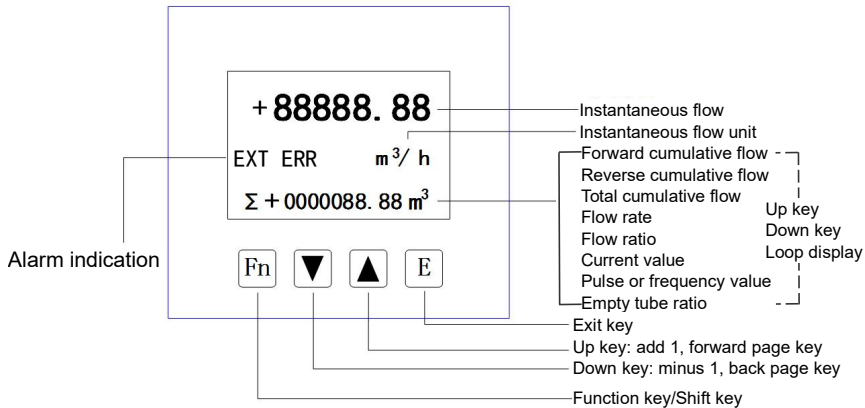 +88888.88
EXT ERR m³/h
Σ+0000088.88 m³
Alarm indication
Fn ▼ ▲ E
Instantaneous flow
Instantaneous flow unit
Forward cumulative flow
Reverse cumulative flow
Total cumulative flow
Flow rate
Flow ratio
Current value
Pulse or frequency value
Empty tube ratio
Up key
Down key
Loop display
Exit key
Up key: add 1, forward page key
Down key: minus 1, back page key
Function key/Shift key